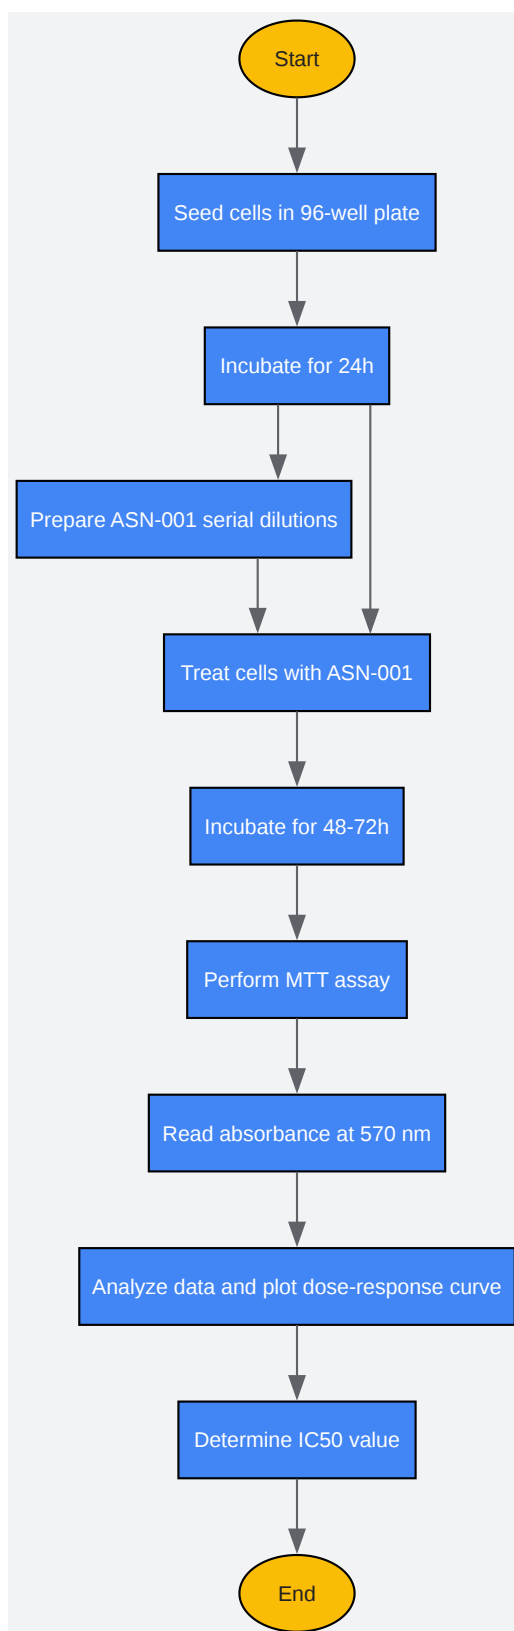 Start
Seed cells in 96-well plate
Incubate for 24h
Prepare ASN-001 serial dilutions
Treat cells with ASN-001
Incubate for 48-72h
Perform MTT assay
Read absorbance at 570 nm
Analyze data and plot dose-response curve
Determine IC50 value
End